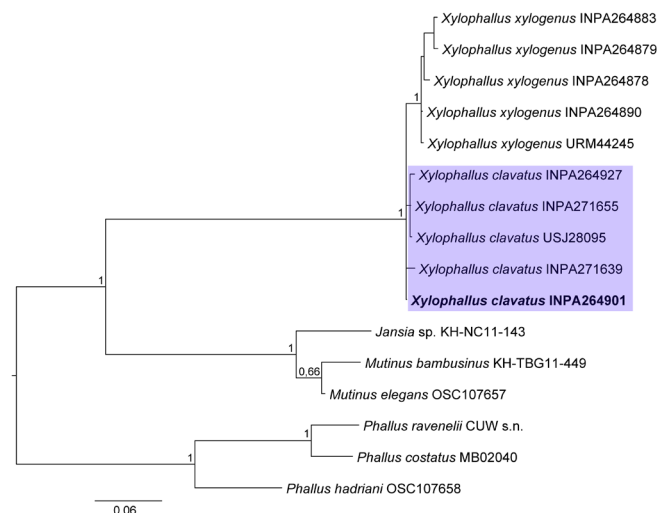 Xylophallus xylogenus INPA264883
Xylophallus xylogenus INPA264879
Xylophallus xylogenus INPA264878
1
Xylophallus xylogenus INPA264890
Xylophallus xylogenus URM44245
Xylophallus clavatus INPA264927
Xylophallus clavatus INPA271655
1
Xylophallus clavatus USJ28095
Xylophallus clavatus INPA271639
1
Xylophallus clavatus INPA264901
Jansia sp. KH-NC11-143
1
Mutinus bambusinus KH-TBG11-449
0,66
Mutinus elegans OSC107657
Phallus ravenelii CUW s.n.
1
Phallus costatus MB02040
1
Phallus hadriani OSC107658
0.06